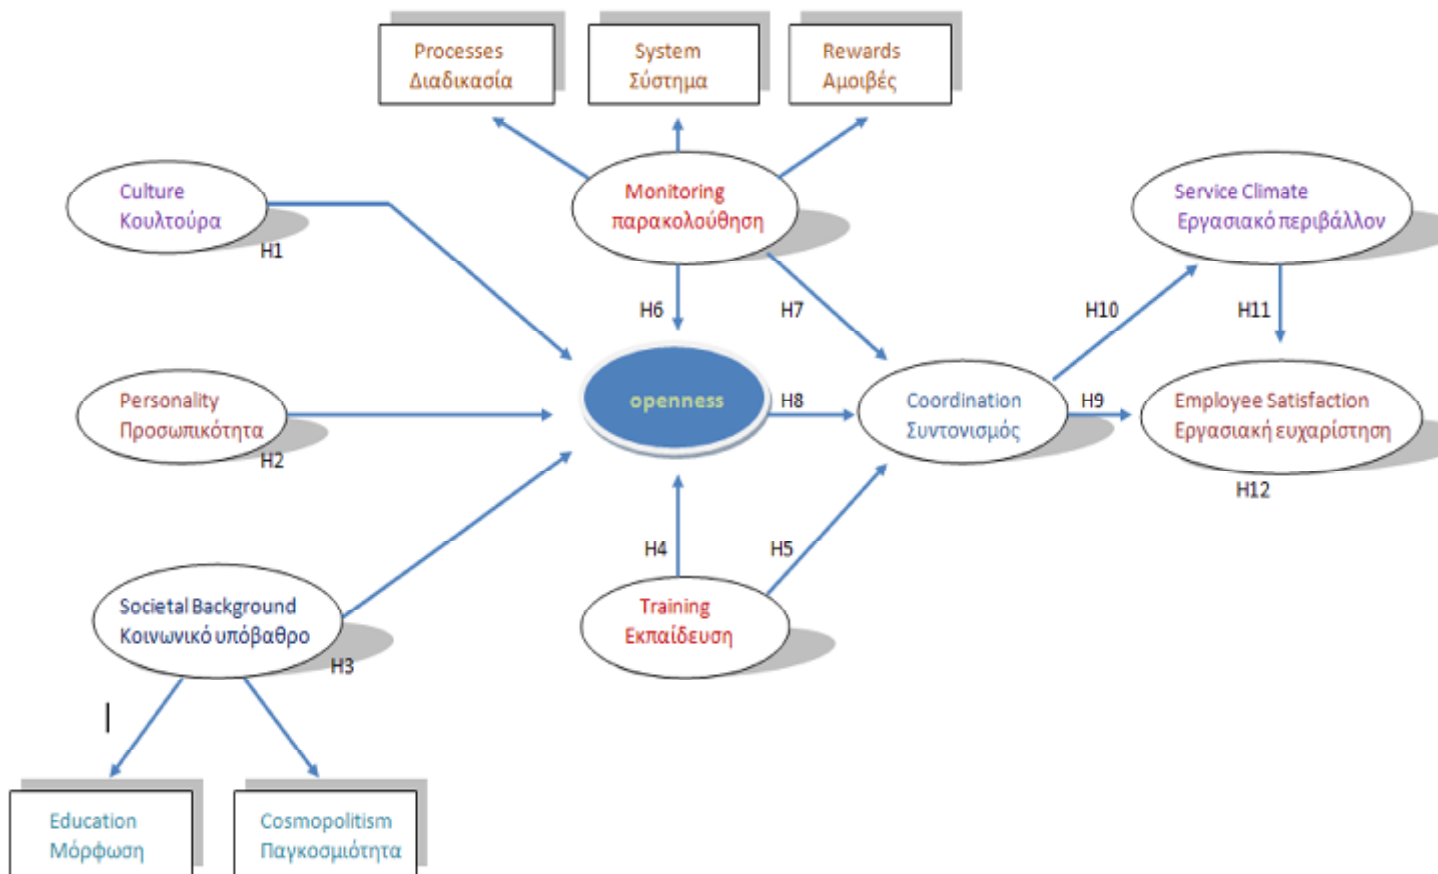 Processes
Διαδικασία
System
Σύστημα
Rewards
Αμοιβές
Culture
Κουλτούρα
H1
Monitoring
παρακολούθηση
Service Climate
Εργασιακό περιβάλλον
H6
H7
H10
H11
Personality
Προσωπικότητα
H2
openness
H8
Coordination
Συντονισμός
H9
Employee Satisfaction
Εργασιακή ευχαρίστηση
H12
H4
H5
Societal Background
Κοινωνικό υπόβαθρο
H3
Training
Εκπαίδευση
Education
Μόρφωση
Cosmopolitism
Παγκοσμιότητα